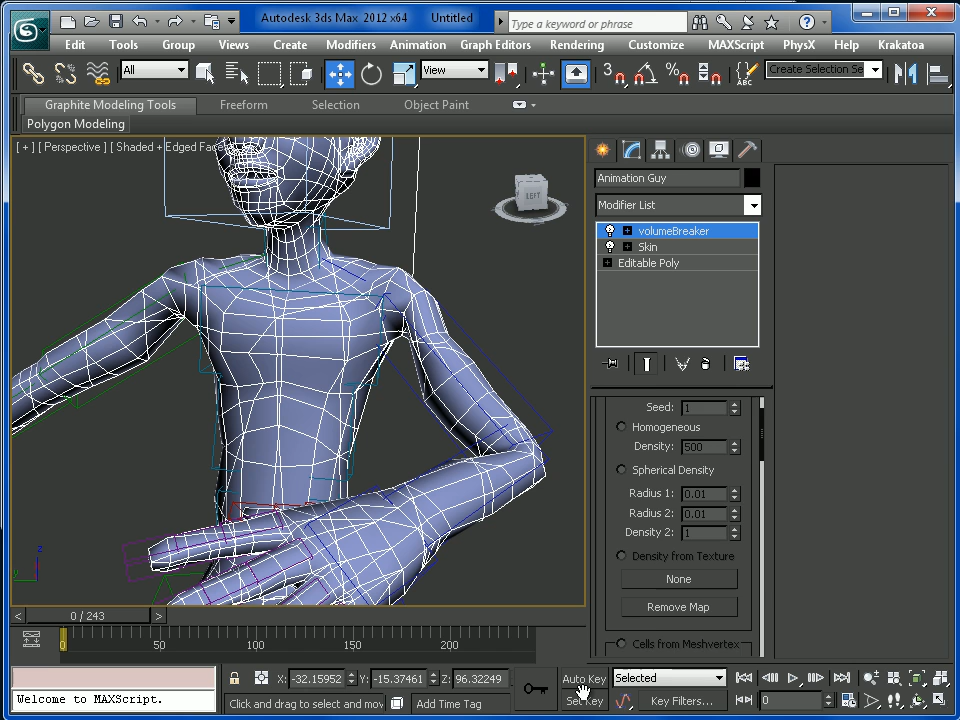 Autodesk 3ds Max 2012 x64 Untitled
Type a keyword or phrase
Edit Tools Group Views Create Modifiers Animation Graph Editors Rendering Customize MAXScript PhysX Help Krakatoa
All View 3 % ABC Create Selection Se
Graphite Modeling Tools Freeform Selection Object Paint
Polygon Modeling
[ + ] [ Perspective ] [ Shaded + Edged Face
LEFT
Animation Guy
Modifier List
volumeBreaker
Skin
Editable Poly
Seed: 1
Homogeneous
Density: 500
Spherical Density
Radius 1: 0.01
Radius 2: 0.01
Density 2: 1
Density from Texture
None
Remove Map
Cells from Meshvertex
z
y
< 0 / 243 >
0 50 100 150 200
X: -32.15952 Y: -15.37461 Z: 96.32249 Auto Key Selected
Welcome to MAXScript.
Click and drag to select and mov Add Time Tag Set Key Key Filters... 0